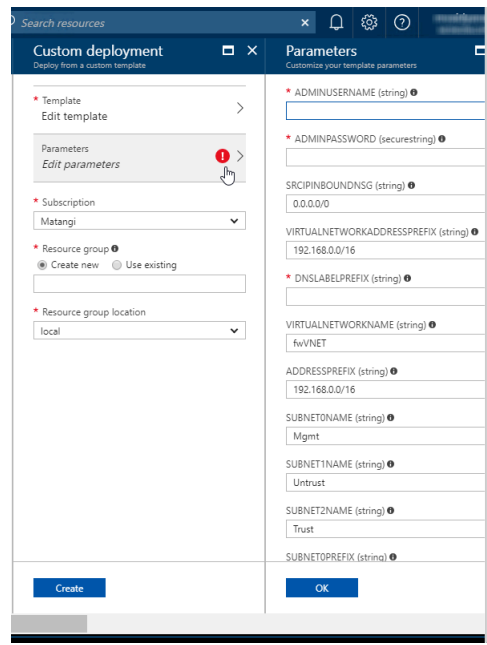 Search resources
Custom deployment
Deploy from a custom template
* Template
Edit template
Parameters
Edit parameters
* Subscription
Matangi
* Resource group
Create new Use existing
* Resource group location
local
Create
Parameters
Customize your template parameters
* ADMINUSERNAME (string)
* ADMINPASSWORD (securestring)
SRCIPINBOUNDNSG (string)
0.0.0.0/0
VIRTUALNETWORKADDRESSPREFIX (string)
192.168.0.0/16
* DNSLABELPREFIX (string)
VIRTUALNETWORKNAME (string)
fwVNET
ADDRESSPREFIX (string)
192.168.0.0/16
SUBNET0NAME (string)
Mgmt
SUBNET1NAME (string)
Untrust
SUBNET2NAME (string)
Trust
SUBNET0PREFIX (string)
OK